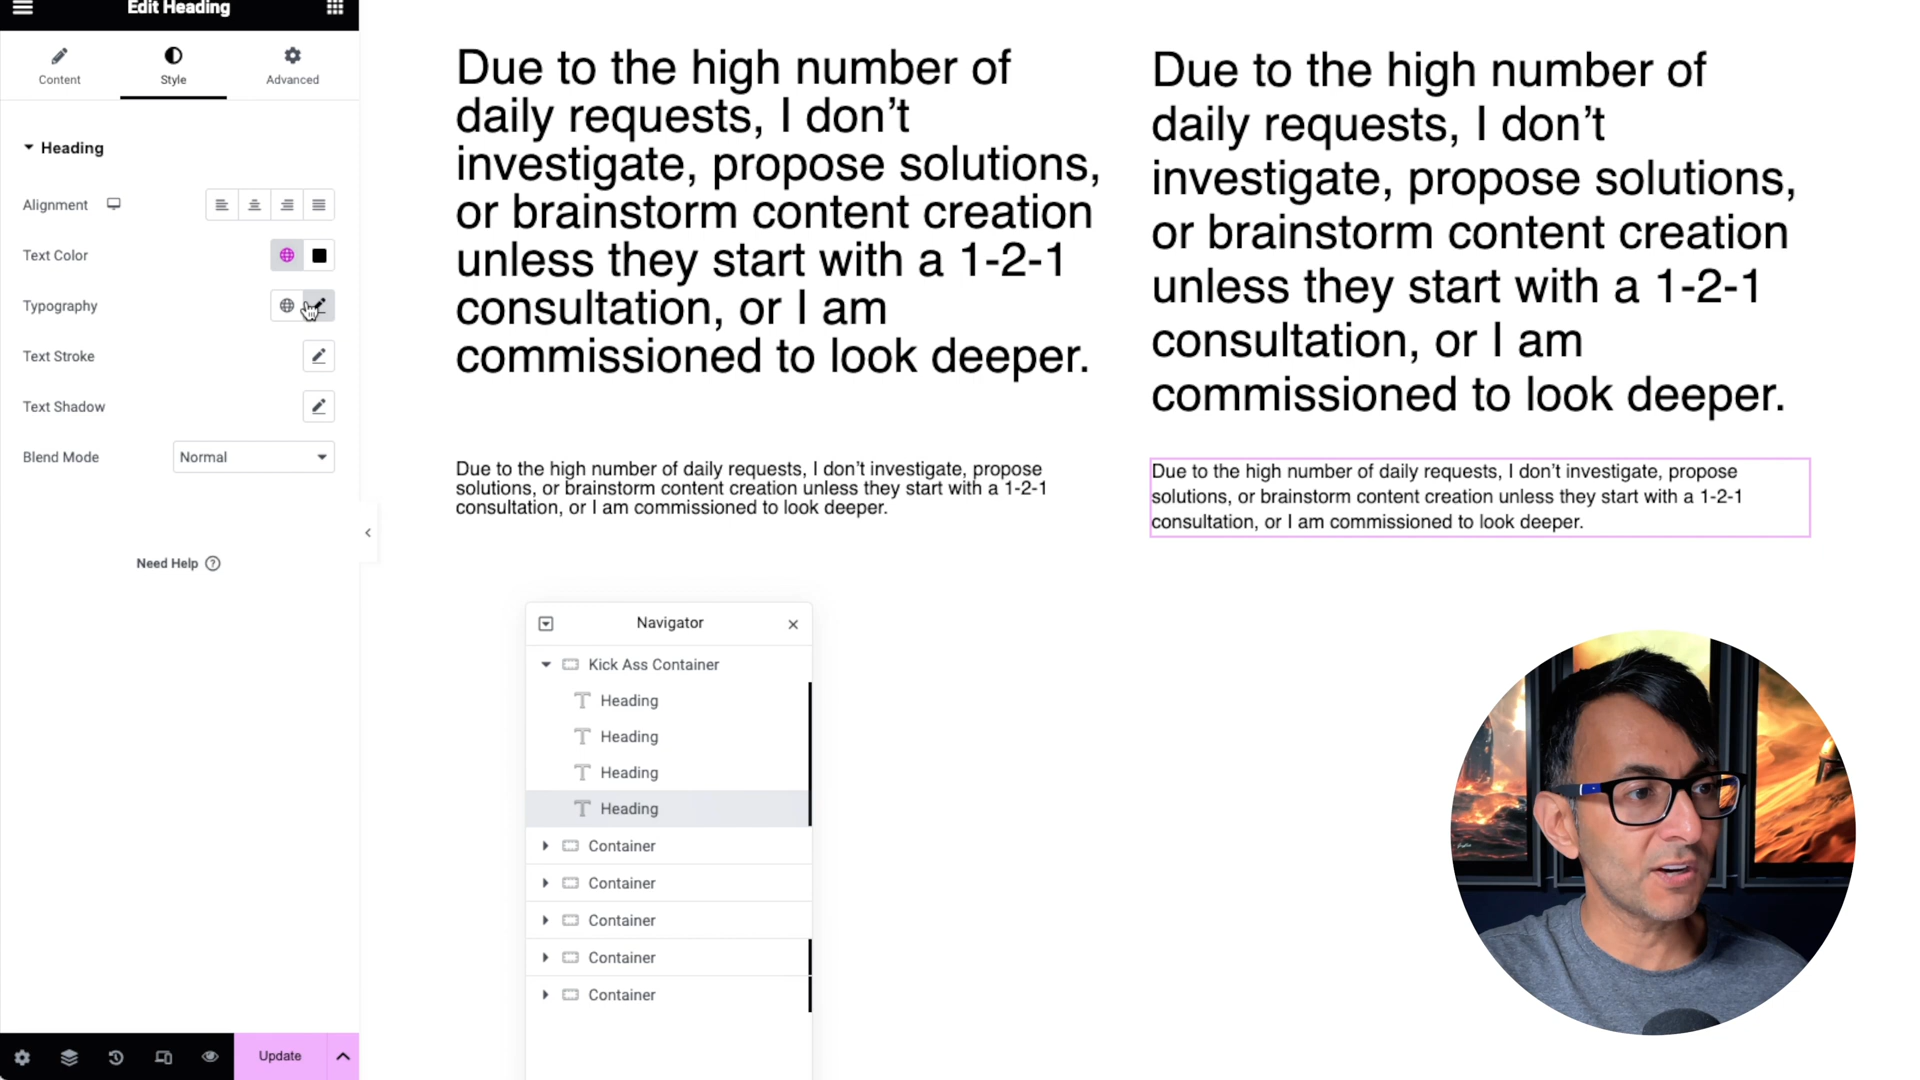 Edit Heading
Content
Style
Advanced
Heading
Alignment
Text Color
Typography
Text Stroke
Text Shadow
Blend Mode
Normal
Need Help
Update
Due to the high number of
daily requests, I don’t
investigate, propose solutions,
or brainstorm content creation
unless they start with a 1-2-1
consultation, or I am
commissioned to look deeper.
Due to the high number of
daily requests, I don’t
investigate, propose solutions,
or brainstorm content creation
unless they start with a 1-2-1
consultation, or I am
commissioned to look deeper.
Due to the high number of daily requests, I don’t investigate, propose
solutions, or brainstorm content creation unless they start with a 1-2-1
consultation, or I am commissioned to look deeper.
Due to the high number of daily requests, I don’t investigate, propose
solutions, or brainstorm content creation unless they start with a 1-2-1
consultation, or I am commissioned to look deeper.
Navigator
Kick Ass Container
Heading
Heading
Heading
Heading
Container
Container
Container
Container
Container